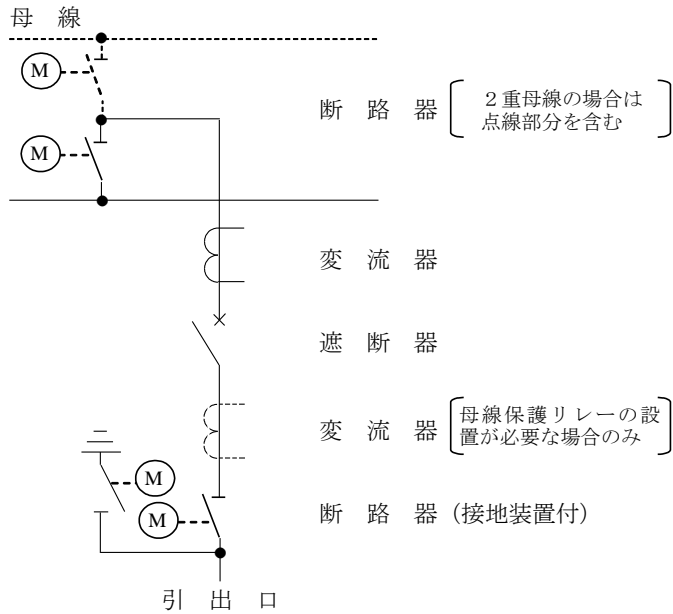 母 線
M
断 路 器
２重母線の場合は
点線部分を含む
M
変 流 器
遮 断 器
変 流 器
母線保護リレーの設
置が必要な場合のみ
M
M
断 路 器 (接地装置付)
引 出 口